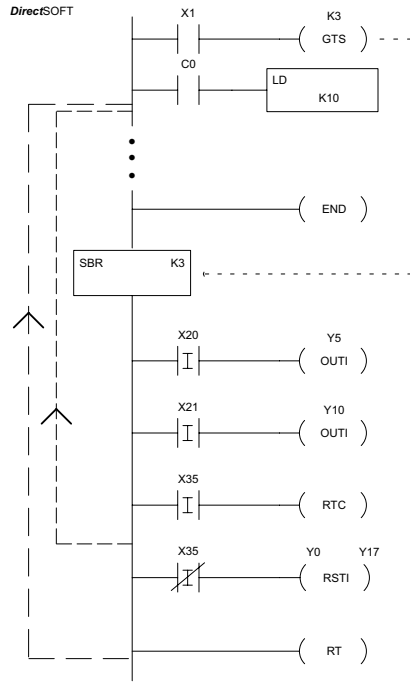 DirectSOFT
X1 K3
GTS
C0
LD
K10
END
SBR K3
X20 Y5
I OUTI
X21 Y10
I OUTI
X35
I RTC
X35 Y0 Y17
I RSTI
RT